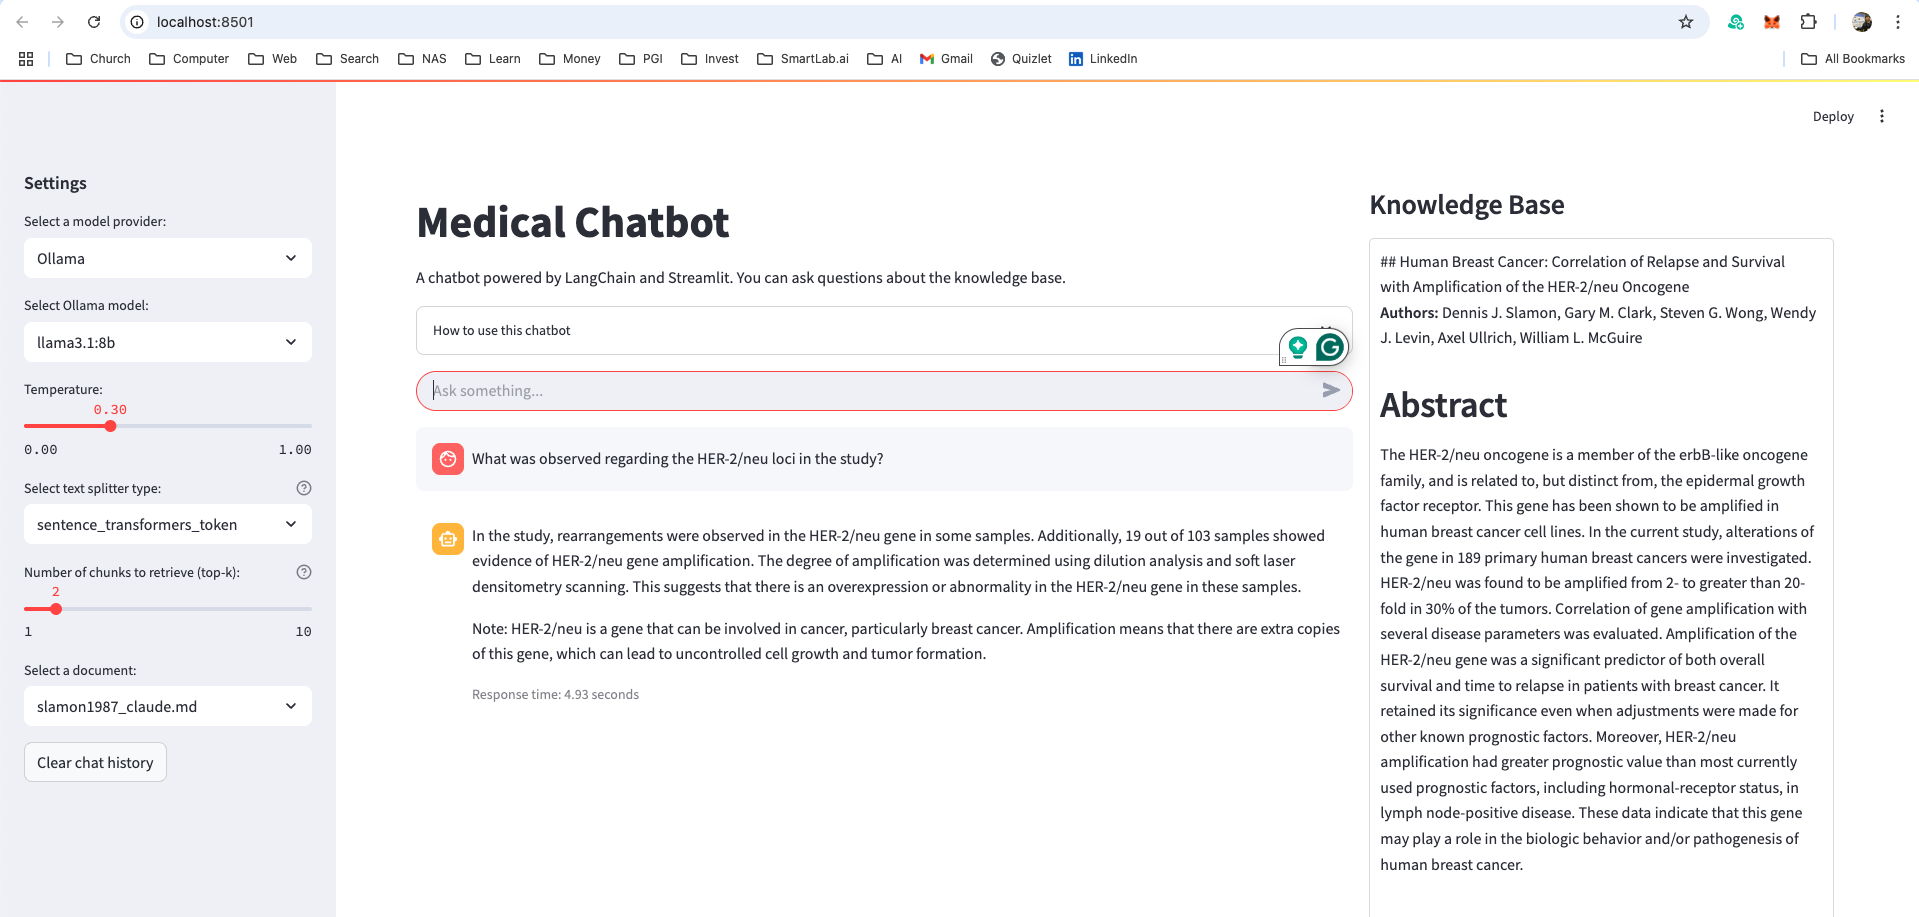 localhost:8501
Church
Computer
Web
Search
NAS
Learn
Money
PGI
Invest
SmartLab.ai
AI
Gmail
Quizlet
LinkedIn
All Bookmarks
Deploy
Settings
Select a model provider:
Ollama
Select Ollama model:
llama3.1:8b
Temperature:
0.30
0.00
1.00
Select text splitter type:
sentence_transformers_token
Number of chunks to retrieve (top-k):
2
1
10
Select a document:
slamon1987_claude.md
Clear chat history
Medical Chatbot
A chatbot powered by LangChain and Streamlit. You can ask questions about the knowledge base.
How to use this chatbot
Ask something...
What was observed regarding the HER-2/neu loci in the study?
In the study, rearrangements were observed in the HER-2/neu gene in some samples. Additionally, 19 out of 103 samples showed
evidence of HER-2/neu gene amplification. The degree of amplification was determined using dilution analysis and soft laser
densitometry scanning. This suggests that there is an overexpression or abnormality in the HER-2/neu gene in these samples.
Note: HER-2/neu is a gene that can be involved in cancer, particularly breast cancer. Amplification means that there are extra copies
of this gene, which can lead to uncontrolled cell growth and tumor formation.
Response time: 4.93 seconds
Knowledge Base
## Human Breast Cancer: Correlation of Relapse and Survival
with Amplification of the HER-2/neu Oncogene
Authors: Dennis J. Slamon, Gary M. Clark, Steven G. Wong, Wendy
J. Levin, Axel Ullrich, William L. McGuire
Abstract
The HER-2/neu oncogene is a member of the erbB-like oncogene
family, and is related to, but distinct from, the epidermal growth
factor receptor. This gene has been shown to be amplified in
human breast cancer cell lines. In the current study, alterations of
the gene in 189 primary human breast cancers were investigated.
HER-2/neu was found to be amplified from 2- to greater than 20-
fold in 30% of the tumors. Correlation of gene amplification with
several disease parameters was evaluated. Amplification of the
HER-2/neu gene was a significant predictor of both overall
survival and time to relapse in patients with breast cancer. It
retained its significance even when adjustments were made for
other known prognostic factors. Moreover, HER-2/neu
amplification had greater prognostic value than most currently
used prognostic factors, including hormonal-receptor status, in
lymph node-positive disease. These data indicate that this gene
may play a role in the biologic behavior and/or pathogenesis of
human breast cancer.